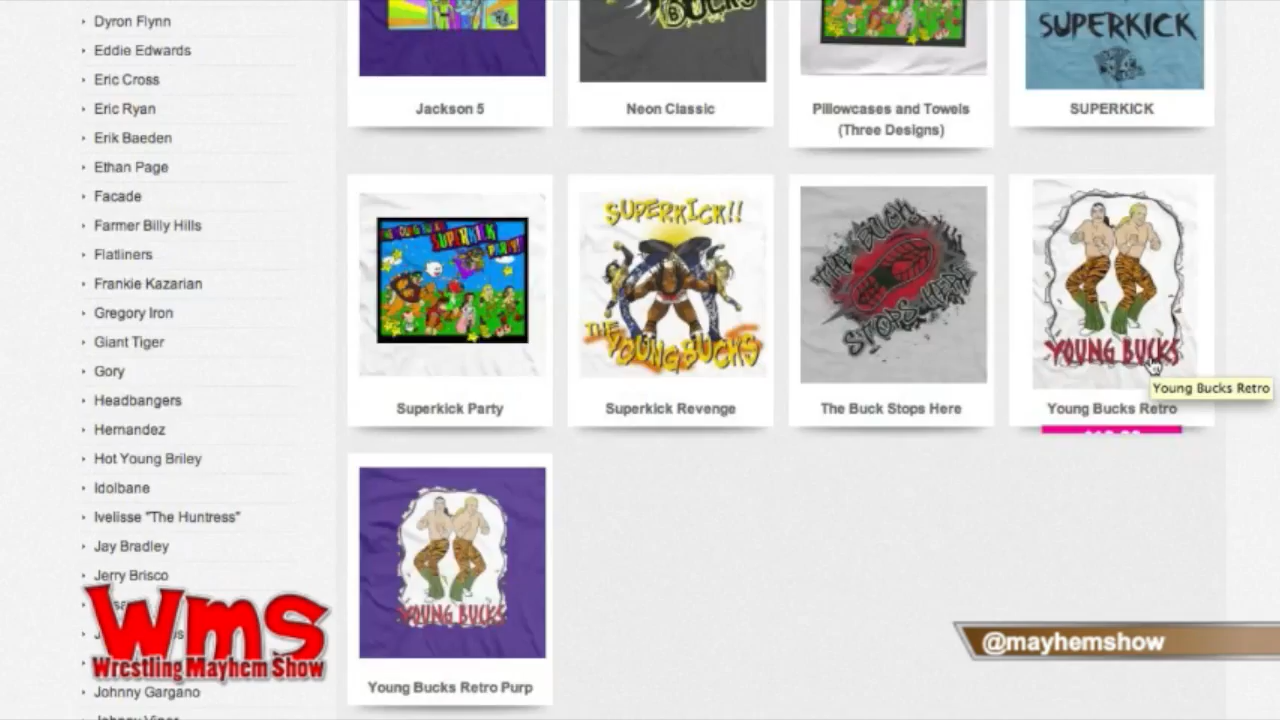 Dyron Flynn
Eddie Edwards
Eric Cross
Eric Ryan
Erik Baeden
Ethan Page
Facade
Farmer Billy Hills
Flatliners
Frankie Kazarian
Gregory Iron
Giant Tiger
Gory
Headbangers
Hernandez
Hot Young Briley
Idolbane
Ivelisse "The Huntress"
Jay Bradley
Jerry Brisco
Johnny Gargano
BUCKS
SUPERKICK
Jackson 5
Neon Classic
Pillowcases and Towels
(Three Designs)
SUPERKICK
SUPERKICK
PARTY
SUPERKICK!!
THE
YOUNG BUCKS
THE BUCK
STOPS HERE
YOUNG BUCKS
Young Bucks Retro
Superkick Party
Superkick Revenge
The Buck Stops Here
Young Bucks Retro
YOUNG BUCKS
Young Bucks Retro Purp
wms
Wrestling Mayhem Show
@mayhemshow